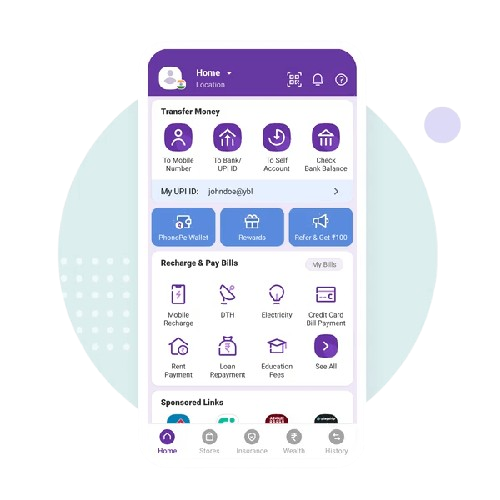 Home
Location
Transfer Money
To Mobile
Number
To Bank/
UPI ID
To Self
Account
Check
Bank Balance
My UPI ID: johndoe@ybl
PhonePe Wallet
Rewards
Refer & Get ₹100
Recharge & Pay Bills
My Bills
Mobile
Recharge
DTH
Electricity
Credit Card
Bill Payment
Rent
Payment
Loan
Repayment
Education
Fees
See All
Sponsored Links
Home
Stores
Insurance
Wealth
History